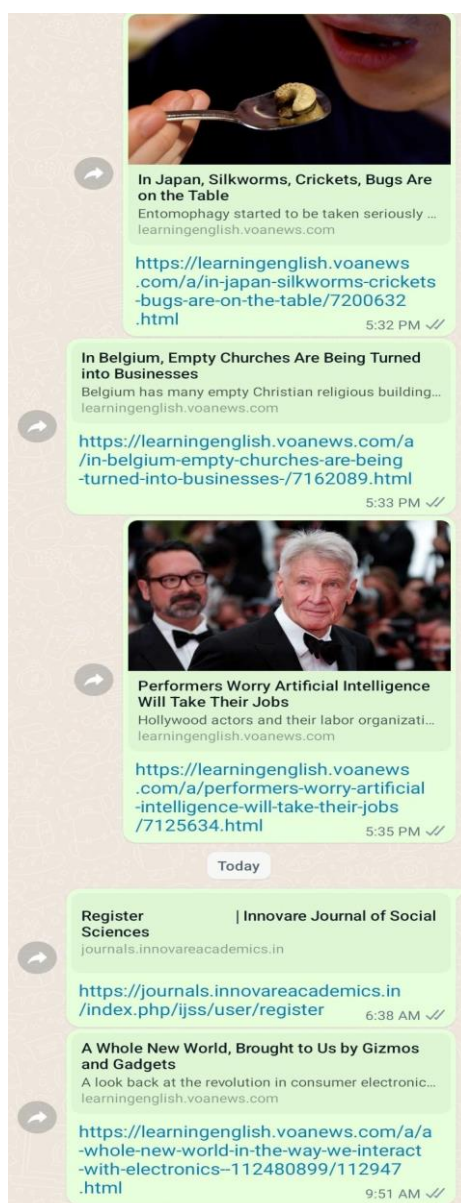 In Japan, Silkworms, Crickets, Bugs Are
on the Table
Entomophagy started to be taken seriously ...
learningenglish.voanews.com
https://learningenglish.voanews
.com/a/in-japan-silkworms-crickets
-bugs-are-on-the-table/7200632
.html
5:32 PM
In Belgium, Empty Churches Are Being Turned
into Businesses
Belgium has many empty Christian religious building...
learningenglish.voanews.com
https://learningenglish.voanews.com/a
/in-belgium-empty-churches-are-being
-turned-into-businesses-/7162089.html
5:33 PM
Performers Worry Artificial Intelligence
Will Take Their Jobs
Hollywood actors and their labor organizati...
learningenglish.voanews.com
https://learningenglish.voanews
.com/a/performers-worry-artificial
-intelligence-will-take-their-jobs
/7125634.html
5:35 PM
Today
Register | Innovare Journal of Social
Sciences
journals.innovareacademics.in
https://journals.innovareacademics.in
/index.php/ijss/user/register
6:38 AM
A Whole New World, Brought to Us by Gizmos
and Gadgets
A look back at the revolution in consumer electronic...
learningenglish.voanews.com
https://learningenglish.voanews.com/a/a
-whole-new-world-in-the-way-we-interact
-with-electronics--112480899/112947
.html
9:51 AM